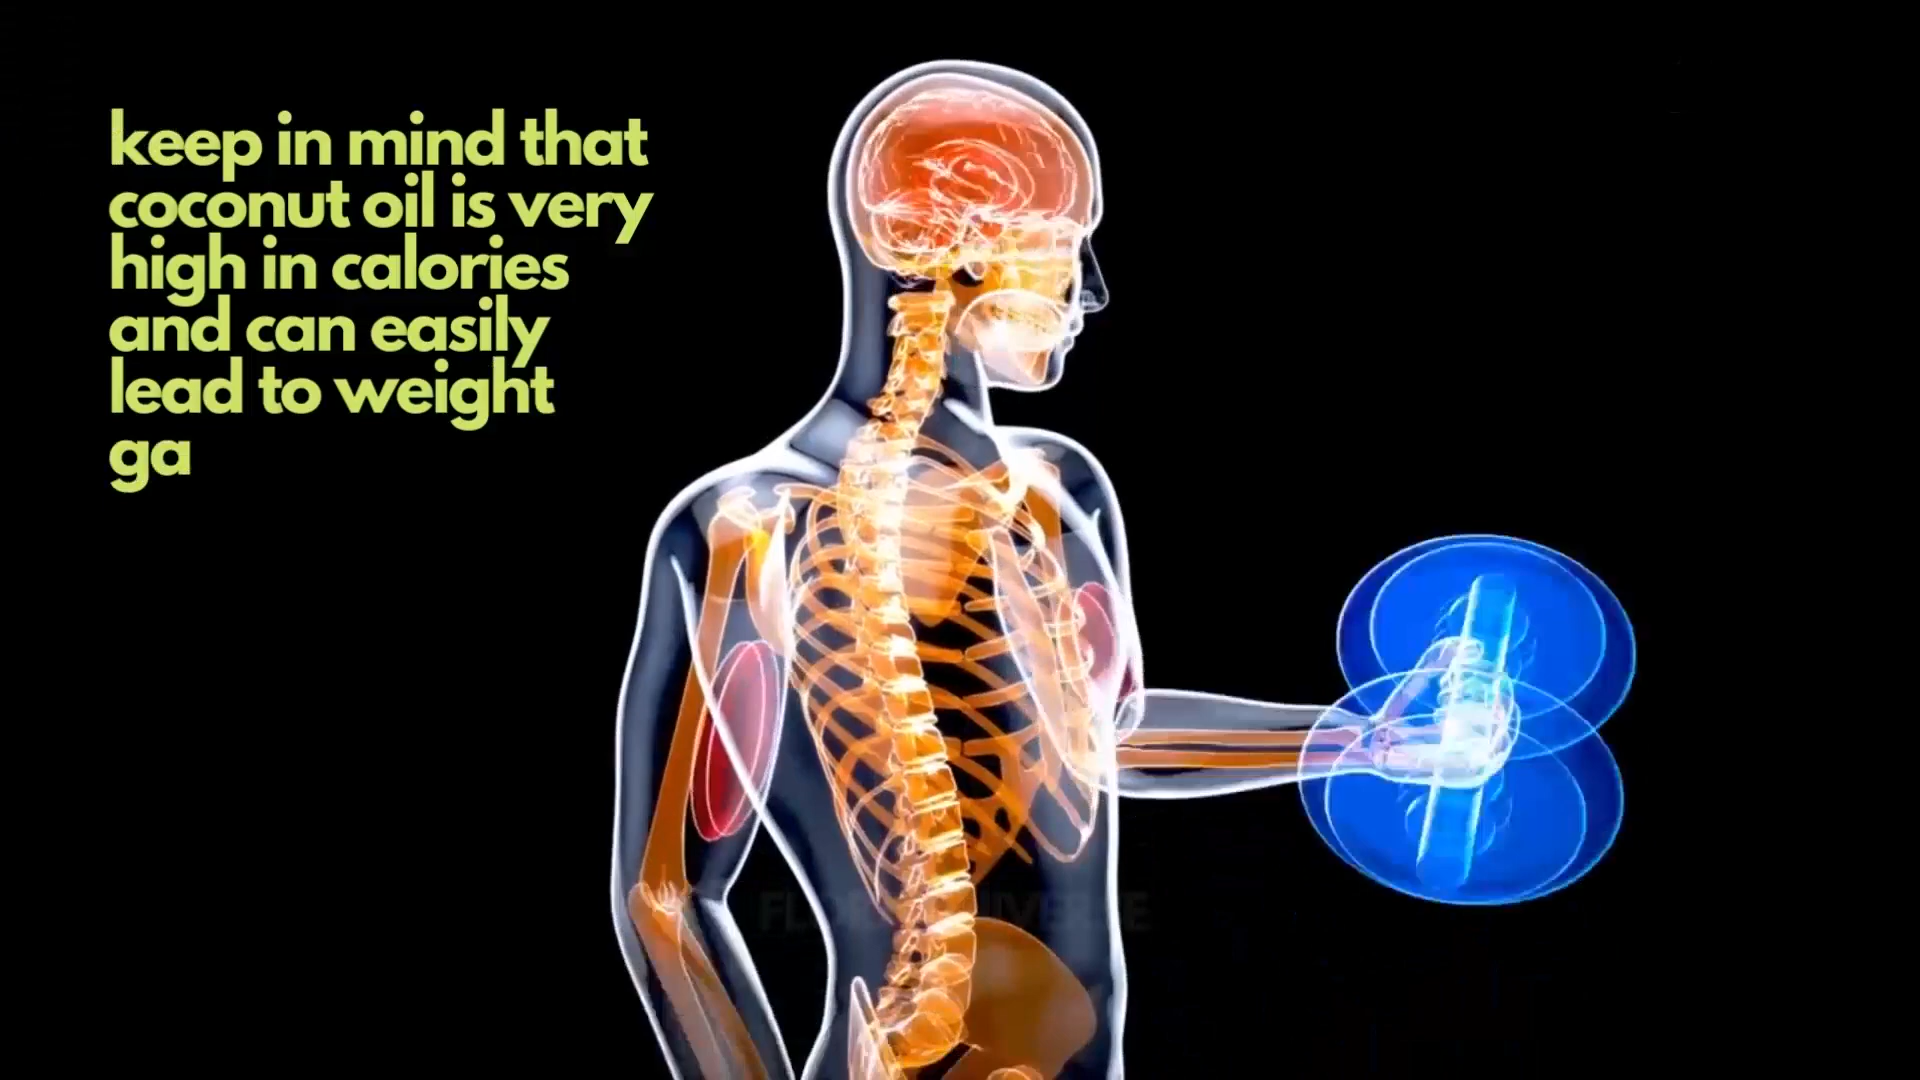 keep in mind that
coconut oil is very
high in calories
and can easily
lead to weight
ga